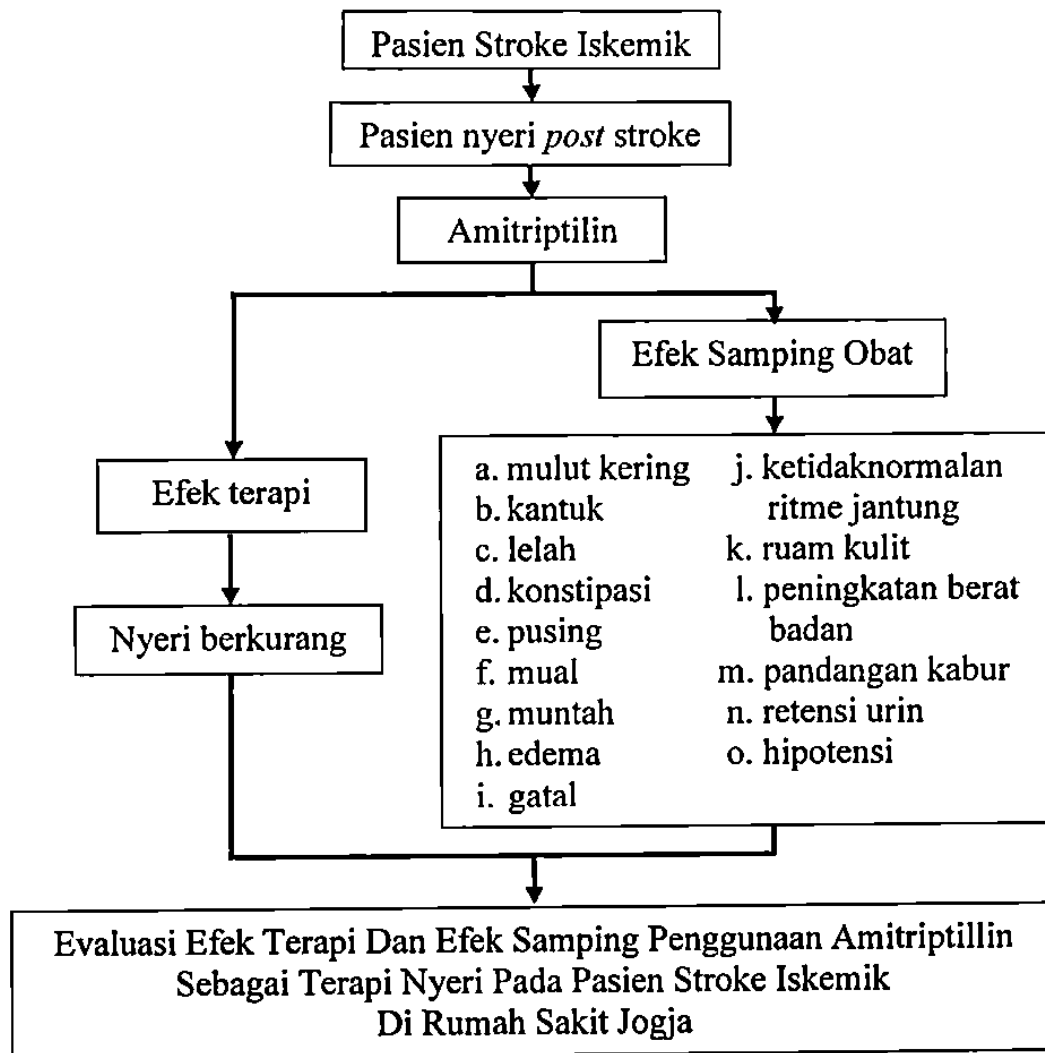 Pasien Stroke Iskemik
Pasien nyeri post stroke
Amitriptilin
Efek terapi
Nyeri berkurang
Efek Samping Obat
a. mulut kering
b. kantuk
c. lelah
d. konstipasi
e. pusing
f. mual
g. muntah
h. edema
i. gatal
j. ketidaknormalan
ritme jantung
k. ruam kulit
l. peningkatan berat
badan
m. pandangan kabur
n. retensi urin
o. hipotensi
Evaluasi Efek Terapi Dan Efek Samping Penggunaan Amitriptillin
Sebagai Terapi Nyeri Pada Pasien Stroke Iskemik
Di Rumah Sakit Jogja